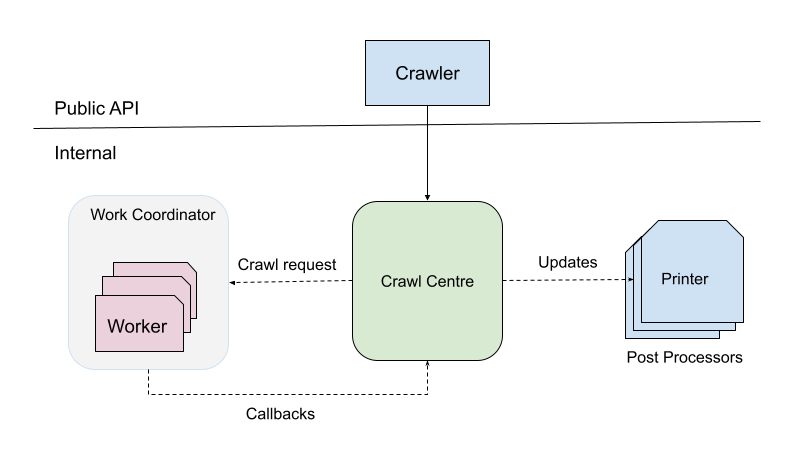 Crawler
Public API
Internal
Work Coordinator
Crawl request
Updates
Crawl Centre
Printer
Worker
Post Processors
Callbacks